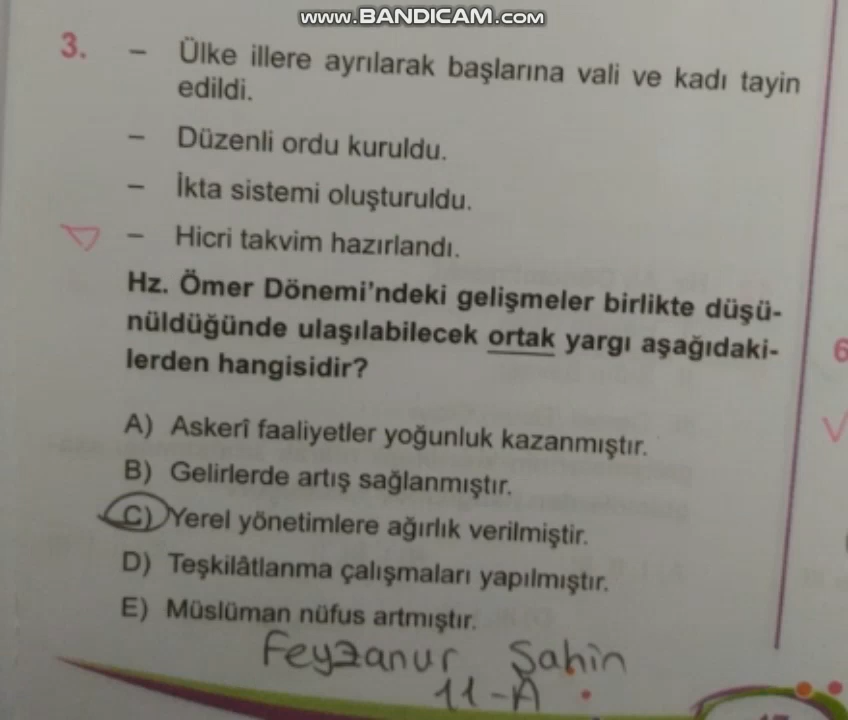 www.BANDICAM.com
3. – Ülke illere ayrılarak başlarına vali ve kadı tayin
edildi.
– Düzenli ordu kuruldu.
– İkta sistemi oluşturuldu.
– Hicri takvim hazırlandı.
Hz. Ömer Dönemi'ndeki gelişmeler birlikte düşü-
nüldüğünde ulaşılabilecek ortak yargı aşağıdaki-
lerden hangisidir?
6
A) Askerî faaliyetler yoğunluk kazanmıştır.
B) Gelirlerde artış sağlanmıştır.
C) Yerel yönetimlere ağırlık verilmiştir.
D) Teşkilâtlanma çalışmaları yapılmıştır.
E) Müslüman nüfus artmıştır.
Feyzanur Şahin
11-A